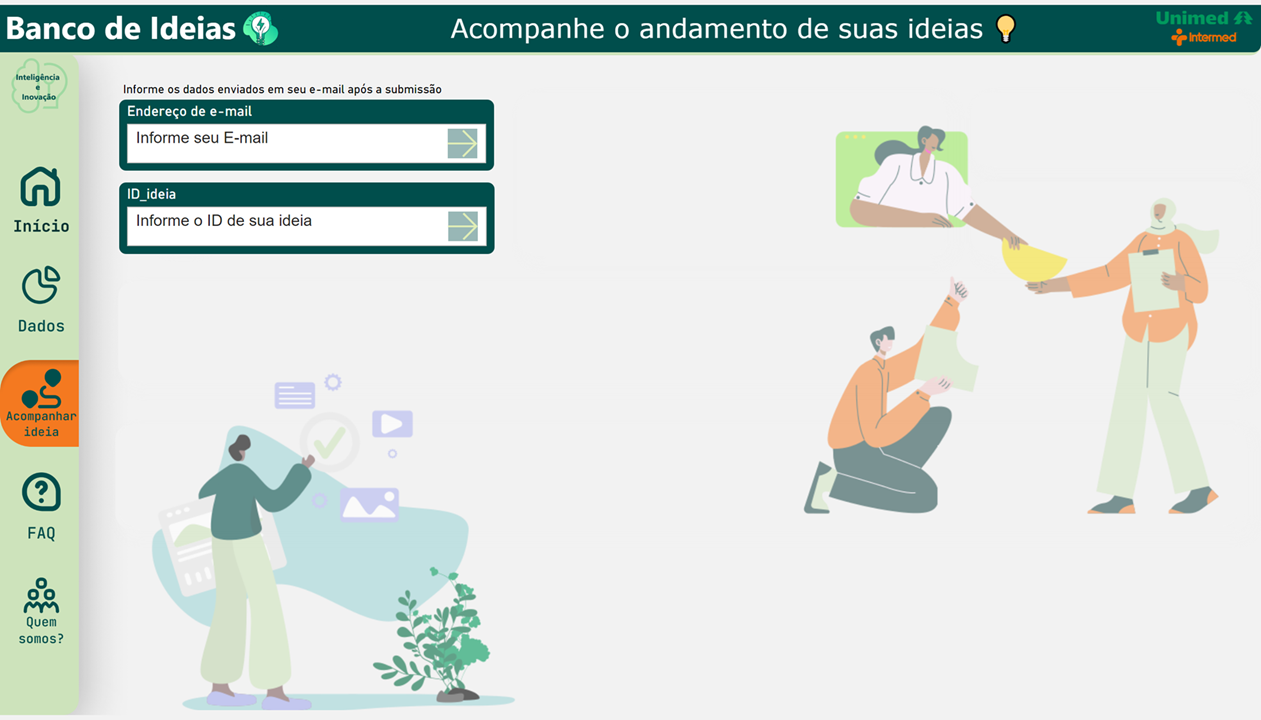 Banco de Ideias
Acompanhe o andamento de suas ideias
Unimed
Intermed
Inteligência
e
Inovação
Início
Dados
Acompanhar
ideia
FAQ
Quem
somos?
Informe os dados enviados em seu e-mail após a submissão
Endereço de e-mail
Informe seu E-mail
ID_ideia
Informe o ID de sua ideia